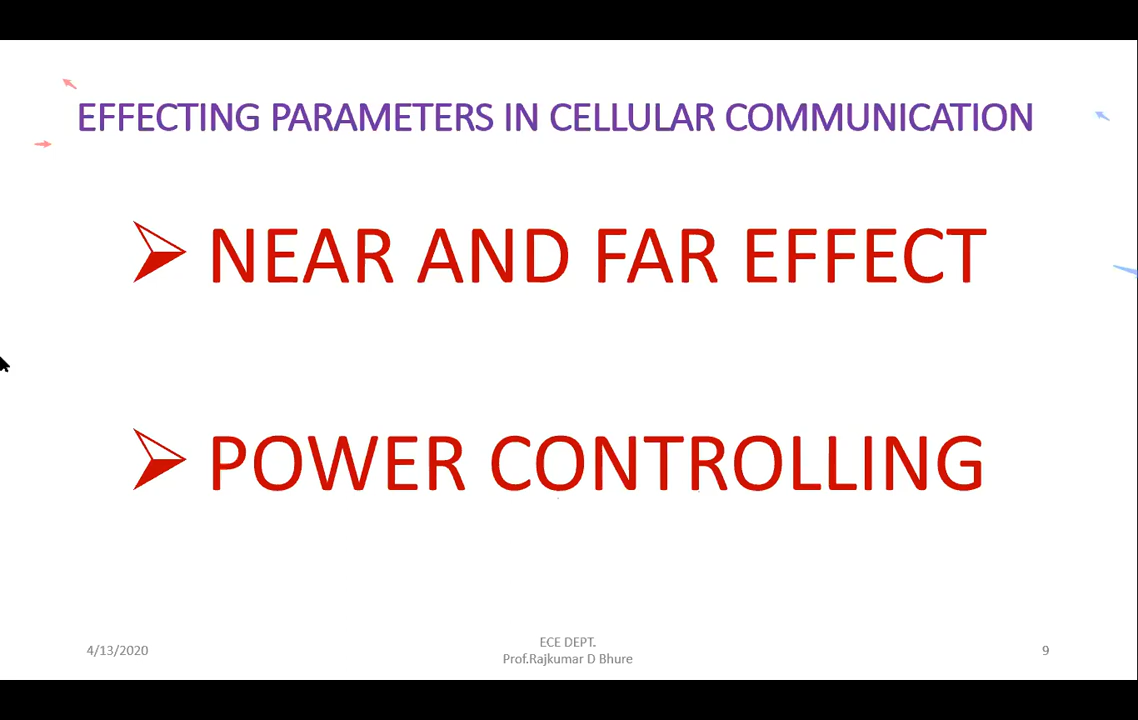 EFFECTING PARAMETERS IN CELLULAR COMMUNICATION
NEAR AND FAR EFFECT
POWER CONTROLLING
4/13/2020
ECE DEPT.
Prof.Rajkumar D Bhure
9